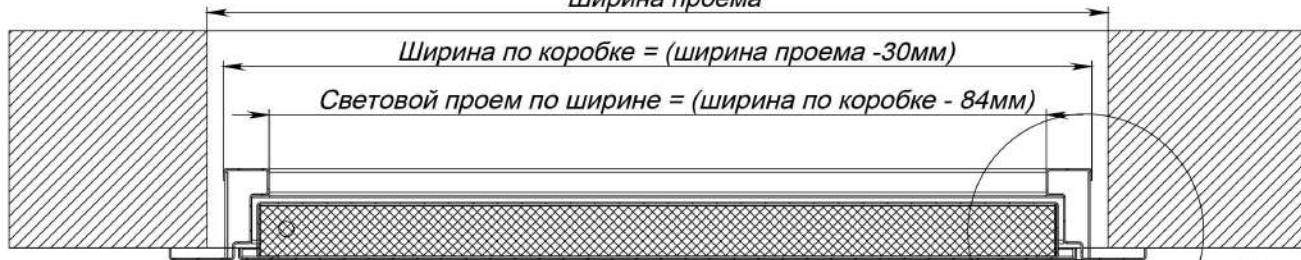 Ширина проема
Ширина по коробке = (ширина проема -30мм)
Световой проем по ширине = (ширина по коробке - 84мм)